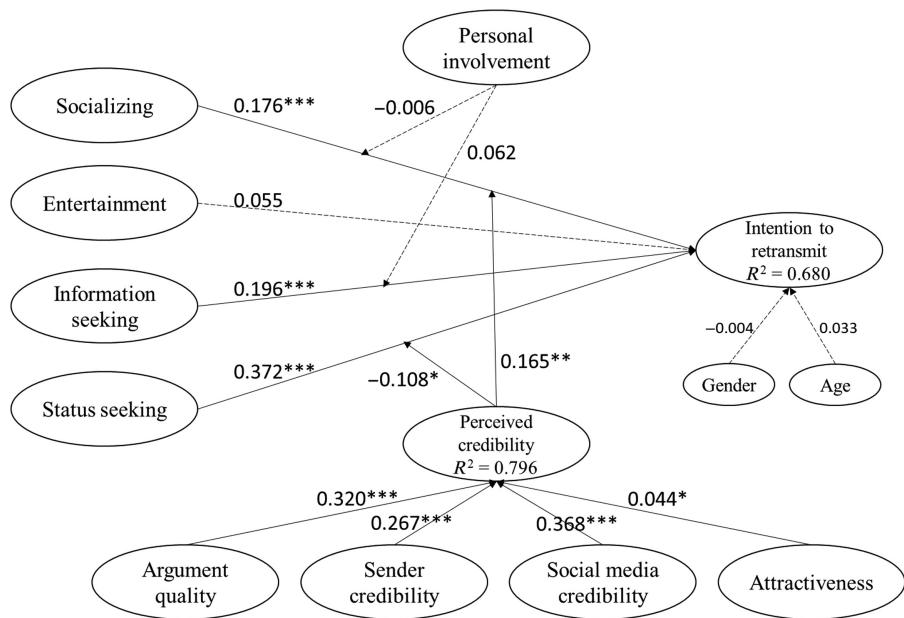 Personal
involvement
Socializing
0.176***
−0.006
0.062
Entertainment
0.055
Intention to
retransmit
R² = 0.680
Information
seeking
0.196***
−0.004
0.033
0.165**
Gender
Age
Status seeking
0.372***
−0.108*
Perceived
credibility
R² = 0.796
0.320***
0.267***
0.368***
0.044*
Argument
quality
Sender
credibility
Social media
credibility
Attractiveness